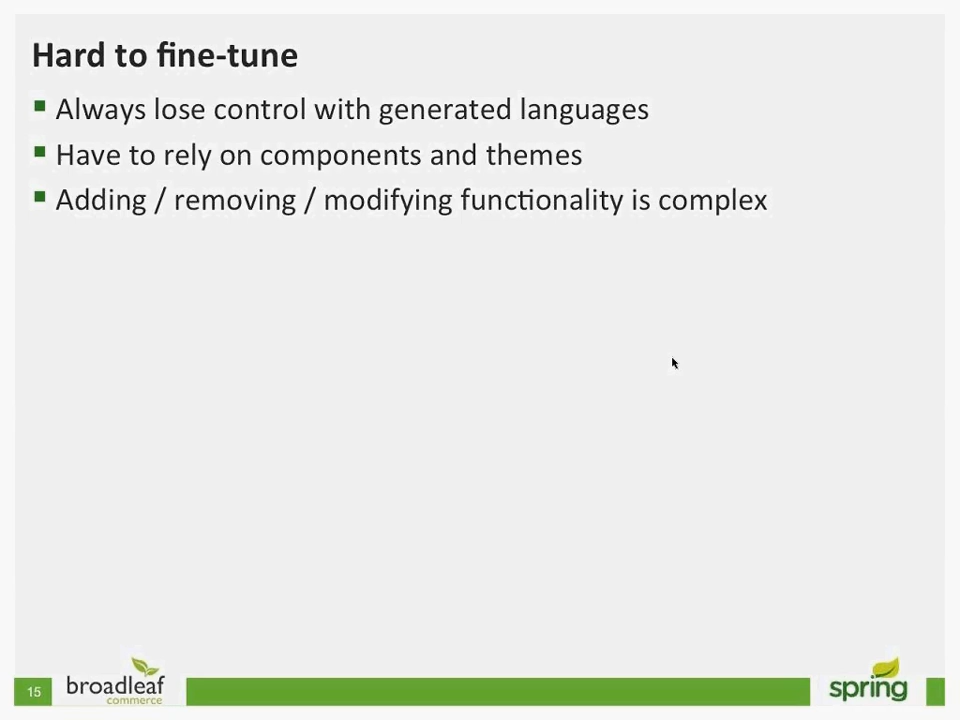 Hard to fine-tune
Always lose control with generated languages
Have to rely on components and themes
Adding / removing / modifying functionality is complex
15
broadleaf
commerce
spring